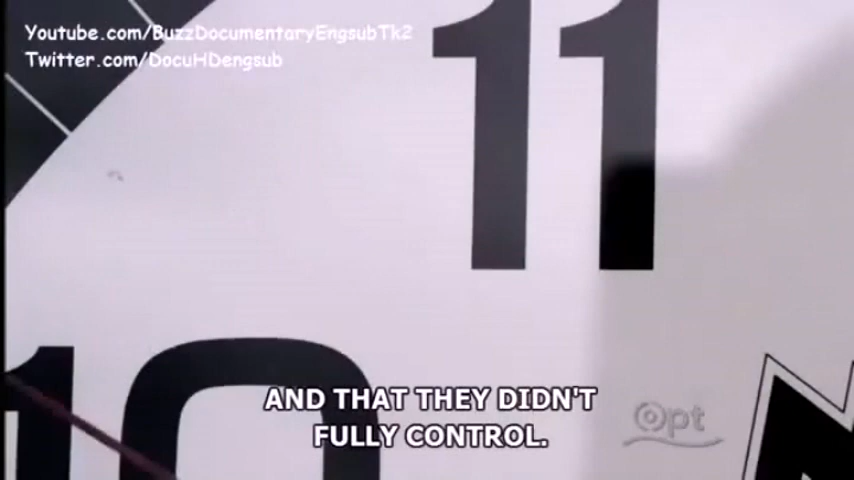 Youtube.com/BuzzDocumentaryEngsubTk2
Twitter.com/DocuHDengsub
11
10
AND THAT THEY DIDN'T
FULLY CONTROL.
opt